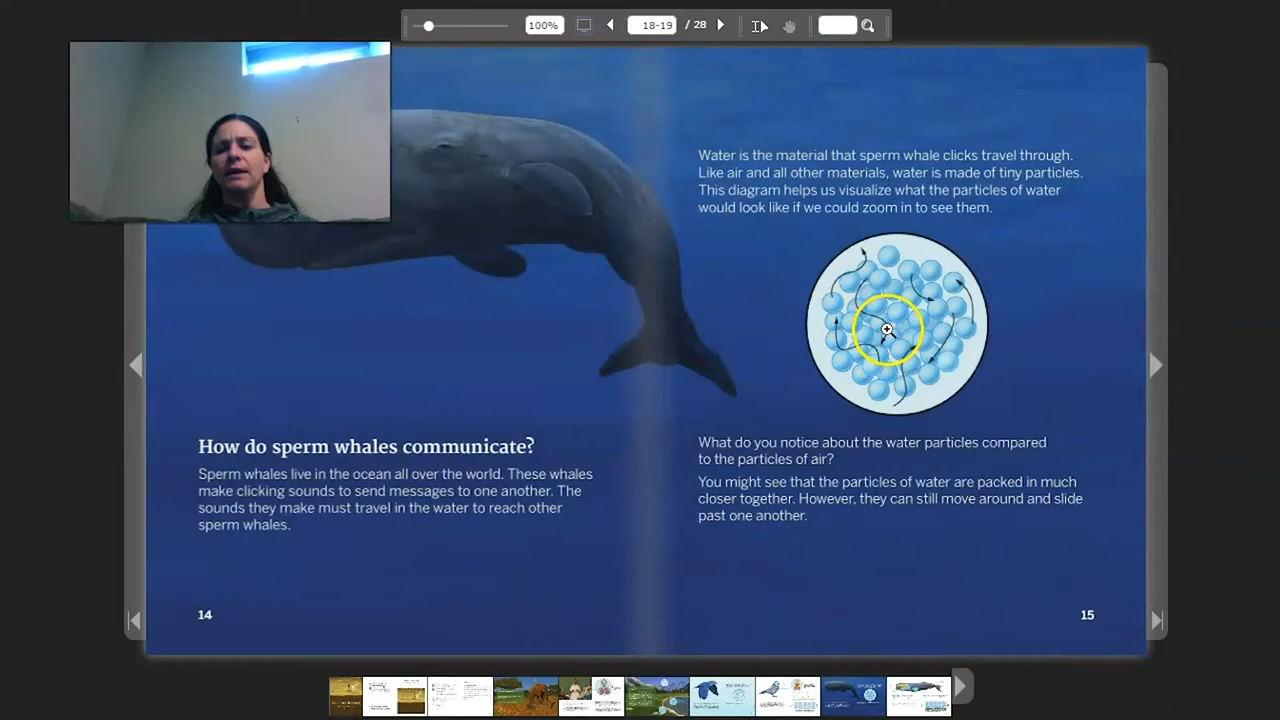 100% 18-19 / 28
Water is the material that sperm whale clicks travel through.
Like air and all other materials, water is made of tiny particles.
This diagram helps us visualize what the particles of water
would look like if we could zoom in to see them.
How do sperm whales communicate?
Sperm whales live in the ocean all over the world. These whales
make clicking sounds to send messages to one another. The
sounds they make must travel in the water to reach other
sperm whales.
14
What do you notice about the water particles compared
to the particles of air?
You might see that the particles of water are packed in much
closer together. However, they can still move around and slide
past one another.
15